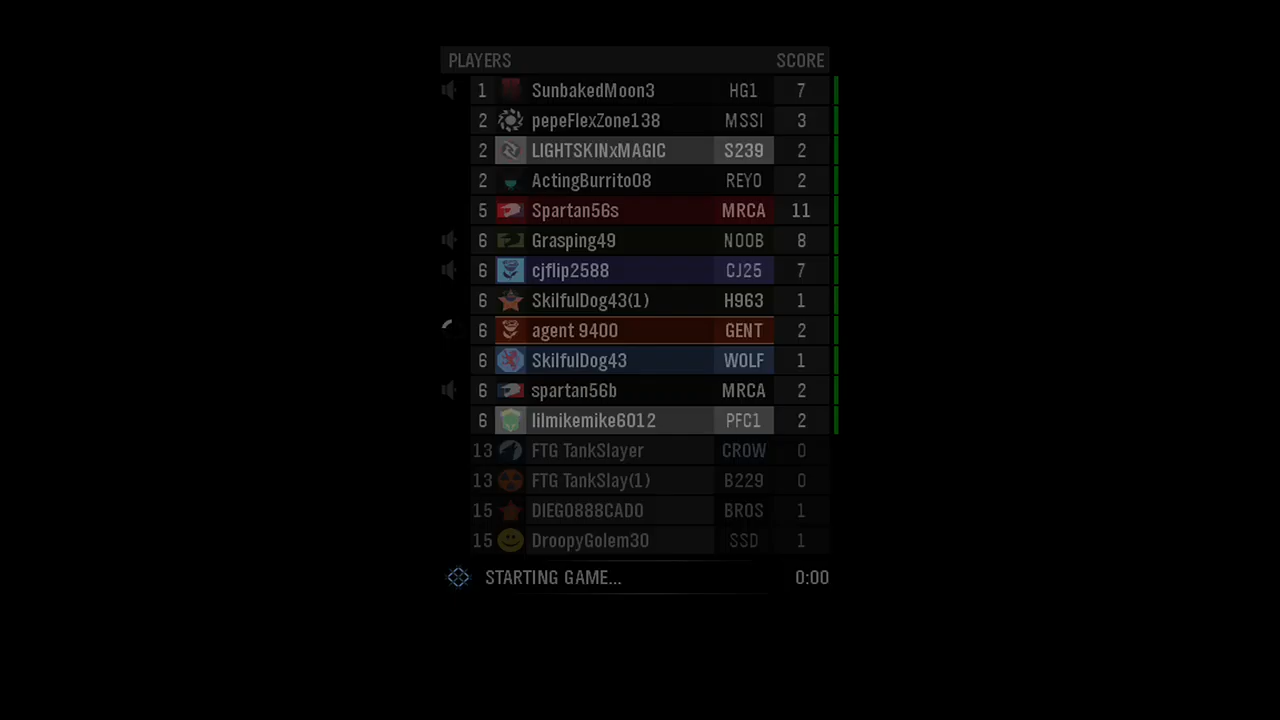 PLAYERS SCORE
1 SunbakedMoon3 HG1 7
2 pepeFlexZone138 MSSI 3
2 LIGHTSKINxMAGIC S239 2
2 ActingBurrito08 REYO 2
5 Spartan56s MRCA 11
6 Grasping49 NOOB 8
6 cjflip2588 CJ25 7
6 SkilfulDog43(1) H963 1
6 agent 9400 GENT 2
6 SkilfulDog43 WOLF 1
6 spartan56b MRCA 2
6 lilmikemike6012 PFC1 2
13 FTG TankSlayer CROW 0
13 FTG TankSlay(1) B229 0
15 DIEGO888CADO BROS 1
15 DroopyGolem30 SSD 1
STARTING GAME... 0:00